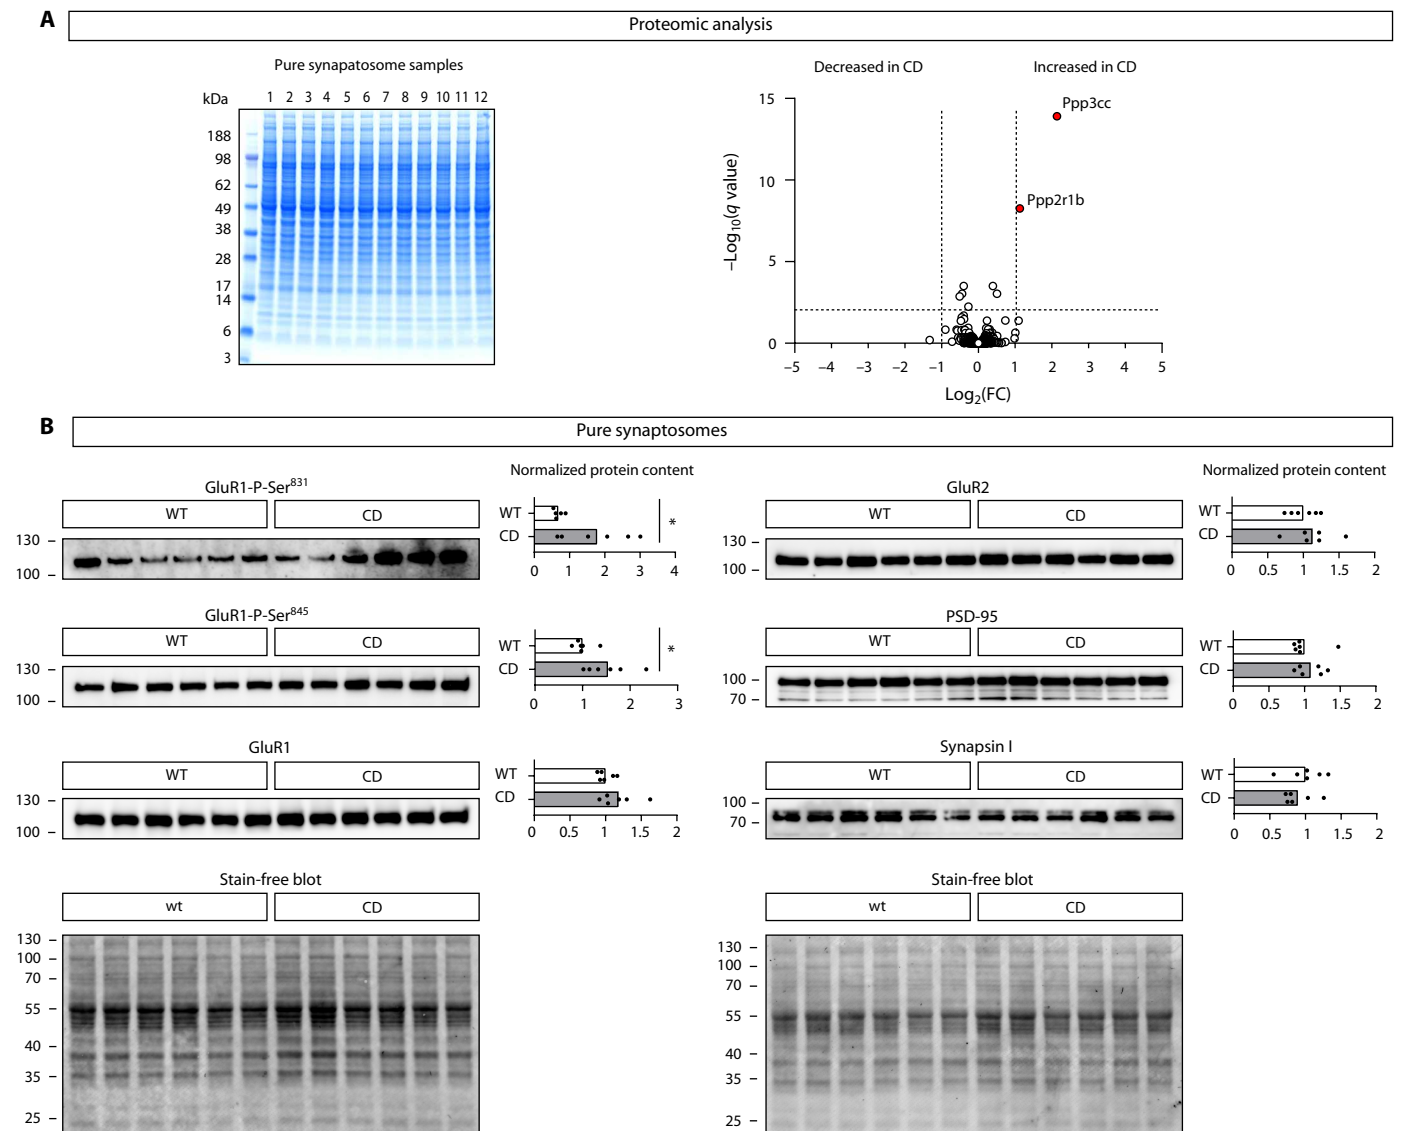 A
Proteomic analysis
Pure synapatosome samples
kDa 1 2 3 4 5 6 7 8 9 10 11 12
188
98
62
49
38
28
17
14
6
3
Decreased in CD
Increased in CD
15
10
5
0
–Log10(q value)
Ppp3cc
Ppp2r1b
–5 –4 –3 –2 –1 0 1 2 3 4 5
Log2(FC)
B
Pure synaptosomes
GluR1-P-Ser831
WT CD
130 –
100 –
Normalized protein content
WT
CD
*
0 1 2 3 4
GluR2
WT CD
130 –
100 –
Normalized protein content
WT
CD
0 0.5 1 1.5 2
GluR1-P-Ser845
WT CD
130 –
100 –
WT
CD
*
0 1 2 3
PSD-95
WT CD
100 –
70 –
WT
CD
0 0.5 1 1.5 2
GluR1
WT CD
130 –
100 –
WT
CD
0 0.5 1 1.5 2
Synapsin I
WT CD
100 –
70 –
WT
CD
0 0.5 1 1.5 2
Stain-free blot
wt CD
130 –
100 –
70 –
55 –
40 –
35 –
25 –
Stain-free blot
wt CD
130 –
100 –
70 –
55 –
40 –
35 –
25 –